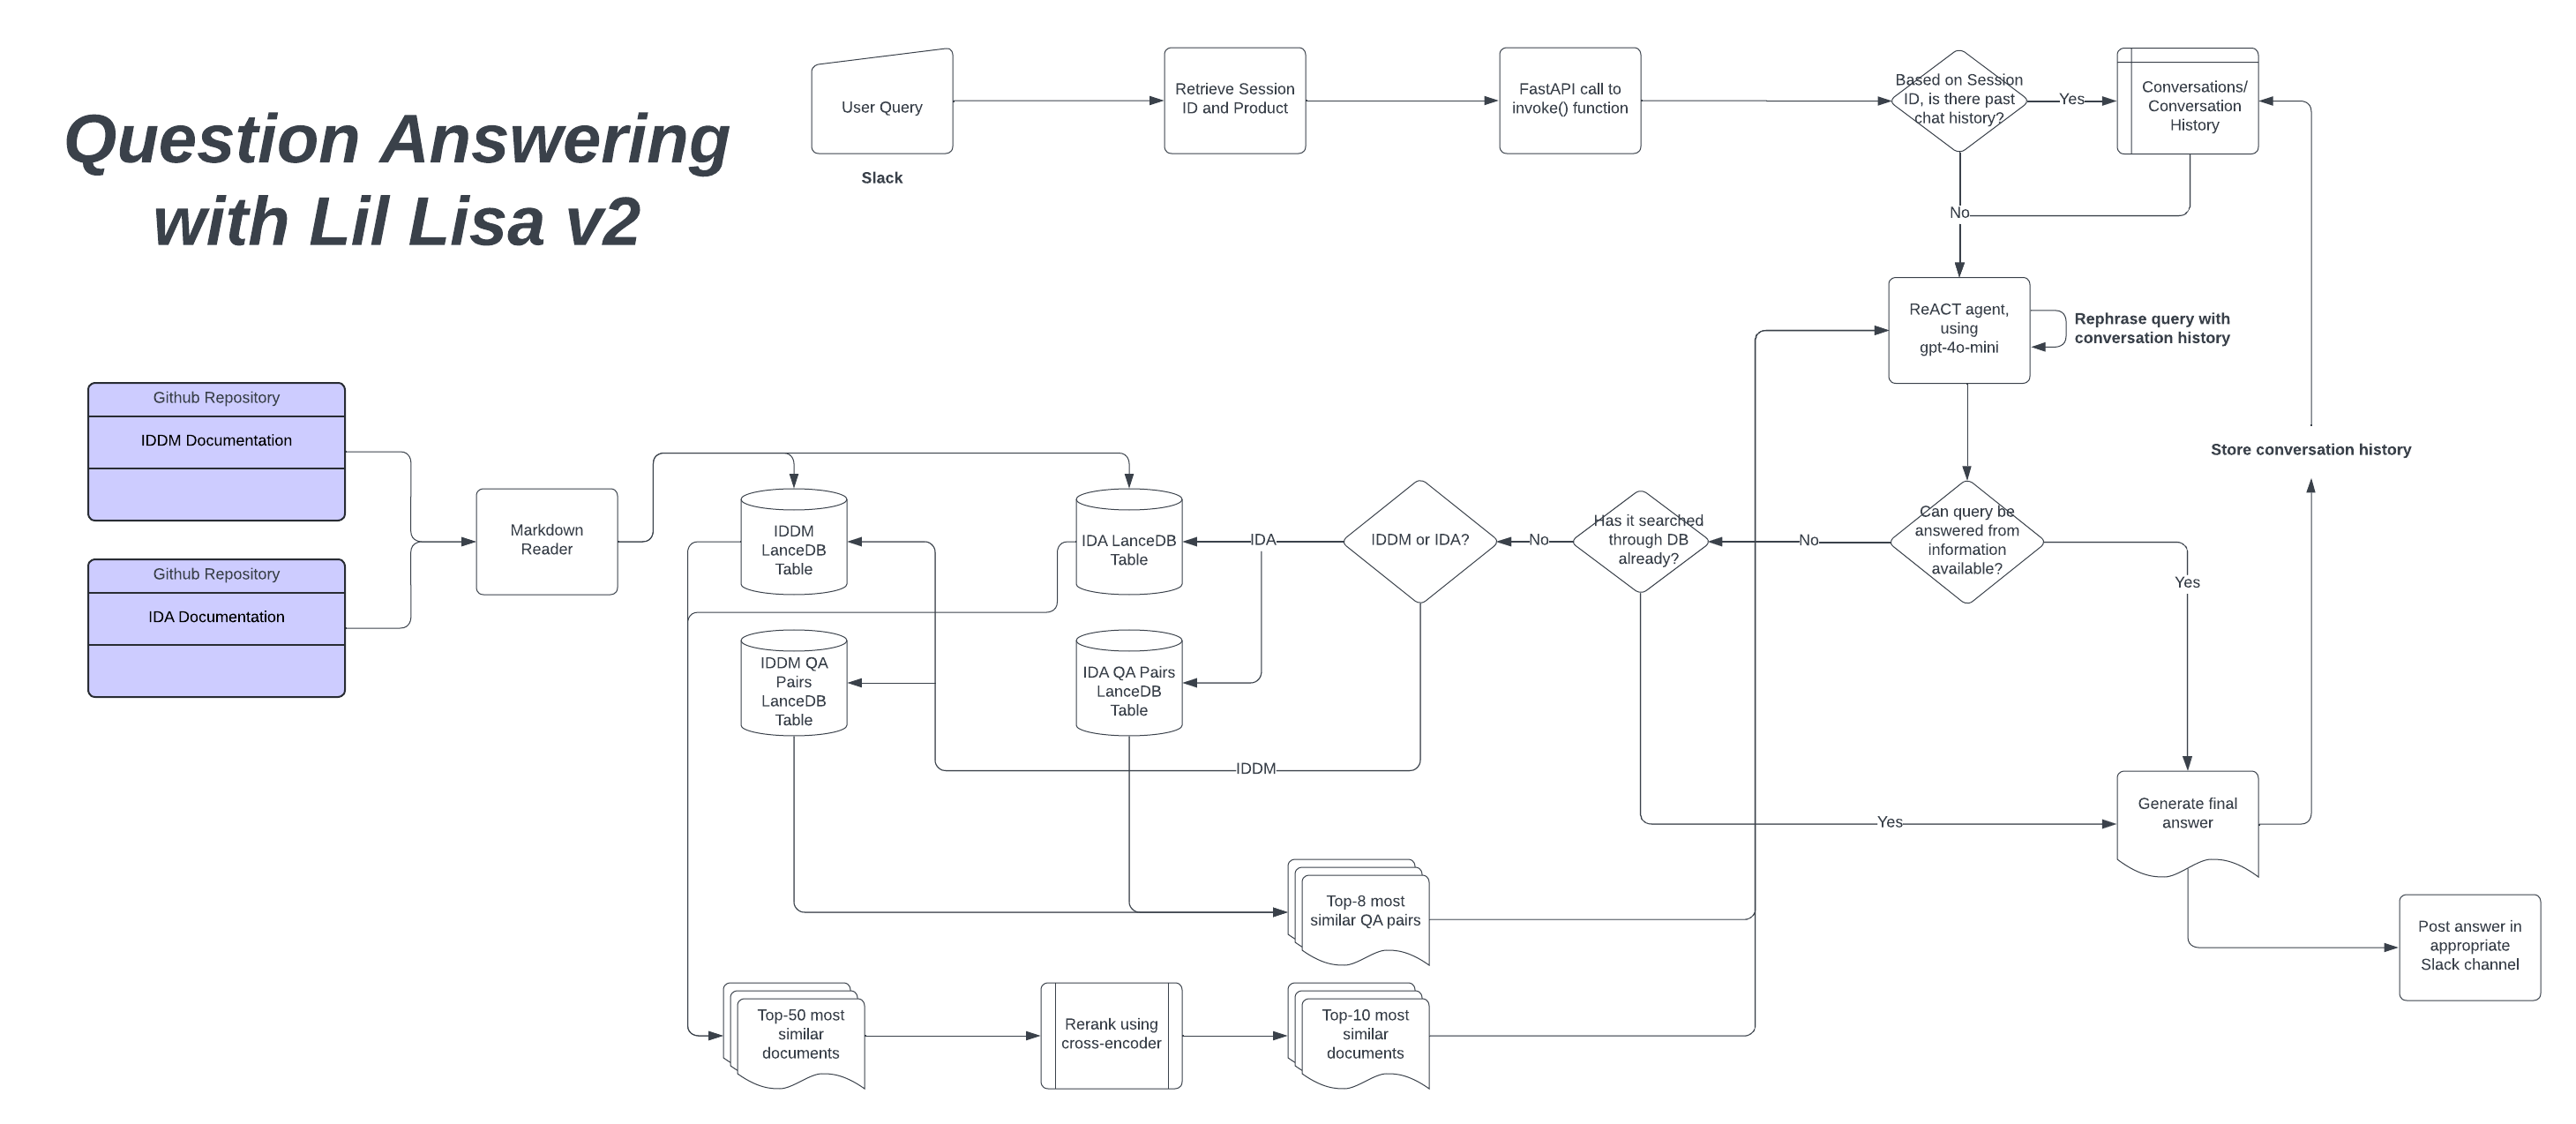 Question Answering
with Lil Lisa v2
User Query
Slack
Retrieve Session
ID and Product
FastAPI call to
invoke() function
Based on Session
ID, is there past
chat history?
Yes
Conversations/
Conversation
History
No
ReACT agent,
using
gpt-4o-mini
Rephrase query with
conversation history
Github Repository
IDDM Documentation
Github Repository
IDA Documentation
Markdown
Reader
IDDM
LanceDB
Table
IDA LanceDB
Table
IDA
IDDM or IDA?
No
Has it searched
through DB
already?
No
Can query be
answered from
information
available?
Yes
Store conversation history
IDDM QA
Pairs
LanceDB
Table
IDA QA Pairs
LanceDB
Table
IDDM
Yes
Generate final
answer
Top-8 most
similar QA pairs
Post answer in
appropriate
Slack channel
Top-50 most
similar
documents
Rerank using
cross-encoder
Top-10 most
similar
documents